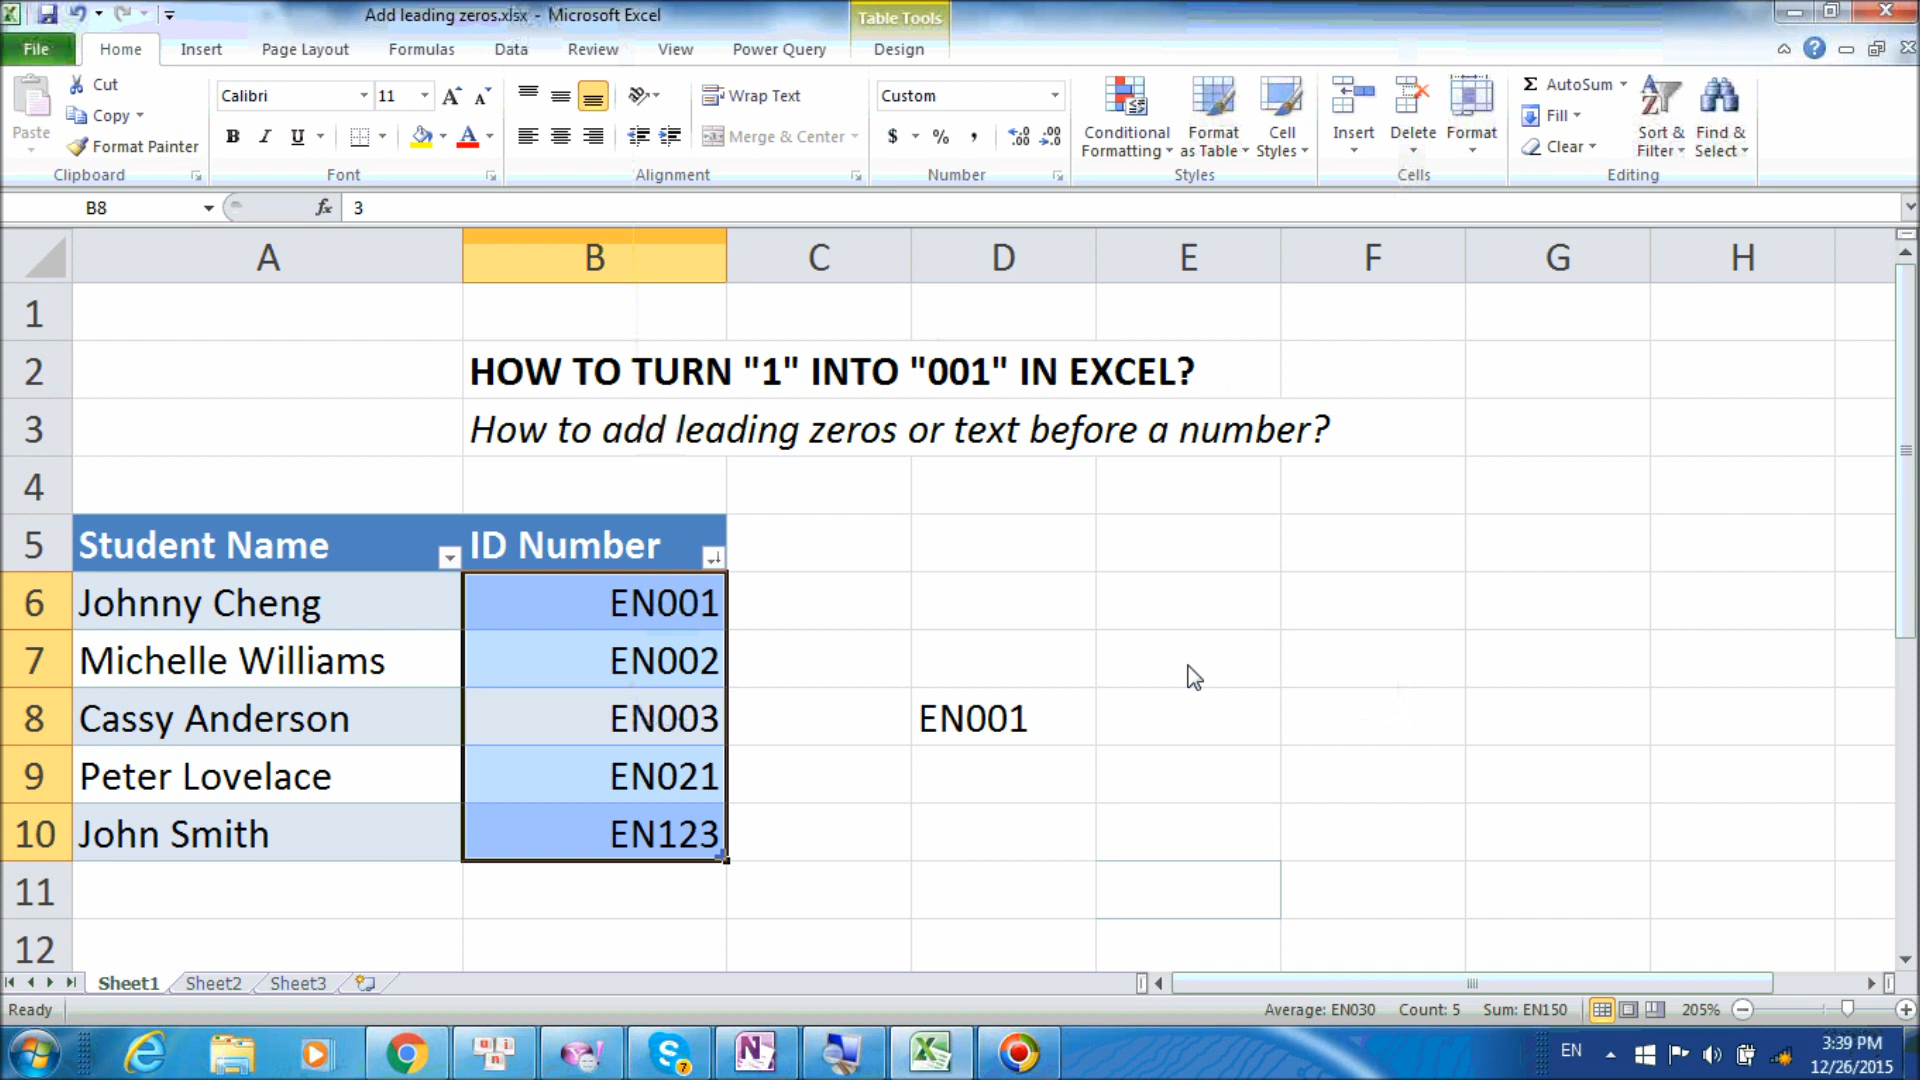 Add leading zeros.xlsx - Microsoft Excel
Table Tools
File Home Insert Page Layout Formulas Data Review View Power Query Design
Paste
Cut
Copy
Format Painter
Clipboard
Calibri 11
B I U
Font
Wrap Text
Merge & Center
Alignment
Custom
$ % ,
Number
Conditional Formatting
Format as Table
Cell Styles
Styles
Insert
Delete
Format
Cells
Σ AutoSum
Fill
Clear
Sort & Filter
Find & Select
Editing
B8 fx 3
A B C D E F G H
1
2 HOW TO TURN "1" INTO "001" IN EXCEL?
3 How to add leading zeros or text before a number?
4
5 Student Name ID Number
6 Johnny Cheng EN001
7 Michelle Williams EN002
8 Cassy Anderson EN003 EN001
9 Peter Lovelace EN021
10 John Smith EN123
11
12
Sheet1 Sheet2 Sheet3
Ready Average: EN030 Count: 5 Sum: EN150 205%
EN 3:39 PM
12/26/2015